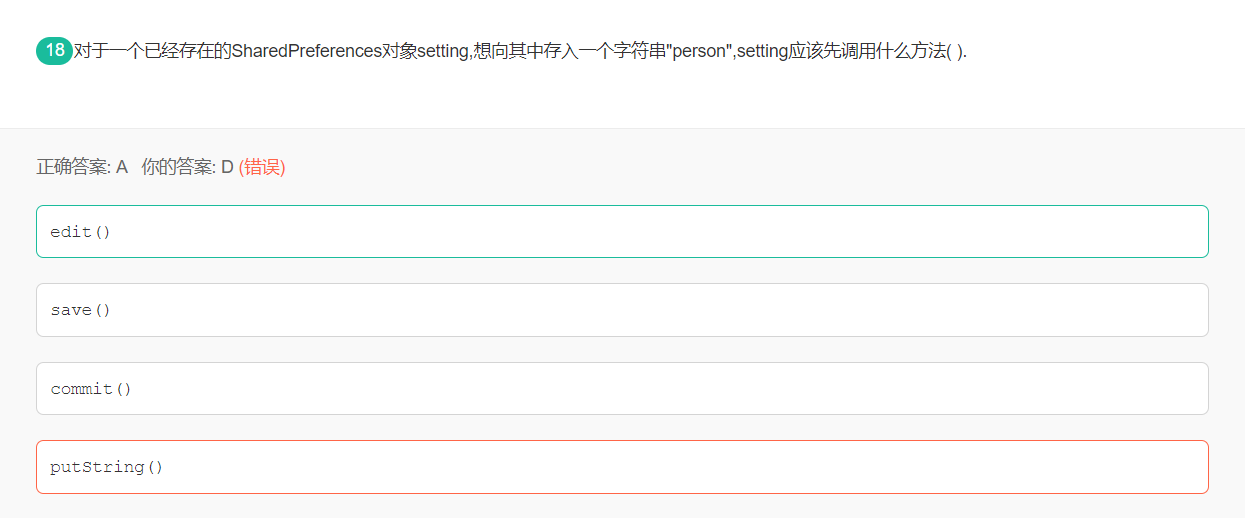 18对于一个已经存在的SharedPreferences对象setting,想向其中存入一个字符串"person",setting应该先调用什么方法( ).
正确答案: A 你的答案: D (错误)
edit()
save()
commit()
putString()